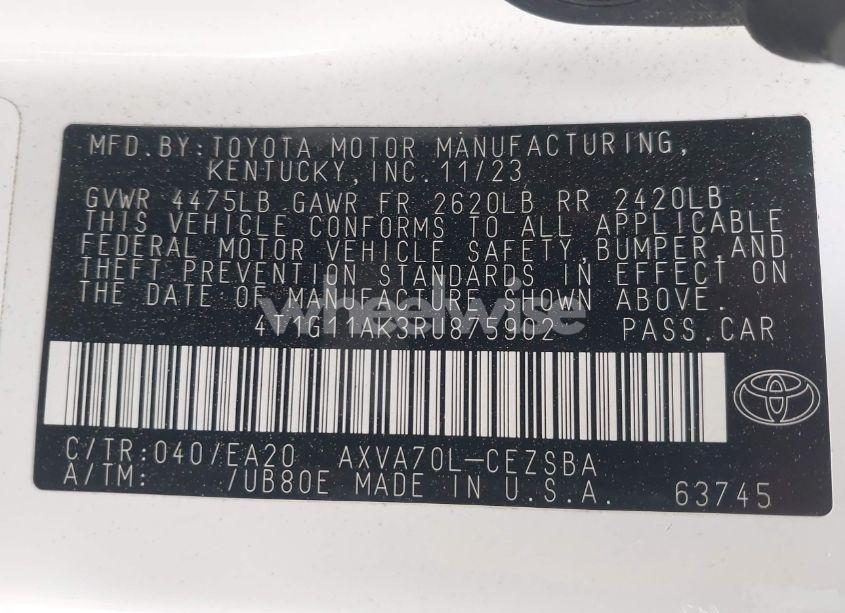 MFD.BY:TOYOTA MOTOR MANUFACTURING,
KENTUCKY,INC.11/23
GVWR 4475LB GAWR FR 2620LB RR 2420LB
THIS VEHICLE CONFORMS TO ALL APPLICABLE
FEDERAL MOTOR VEHICLE SAFETY,BUMPER,AND
THEFT PREVENTION STANDARDS IN EFFECT ON
THE DATE OF MANUFACTURE SHOWN ABOVE.
wheelwise
PASS.CAR
C/TR:040/EA20 AXVA70L-CEZSBA
A/TM: /UB80E MADE IN U.S.A. 63745